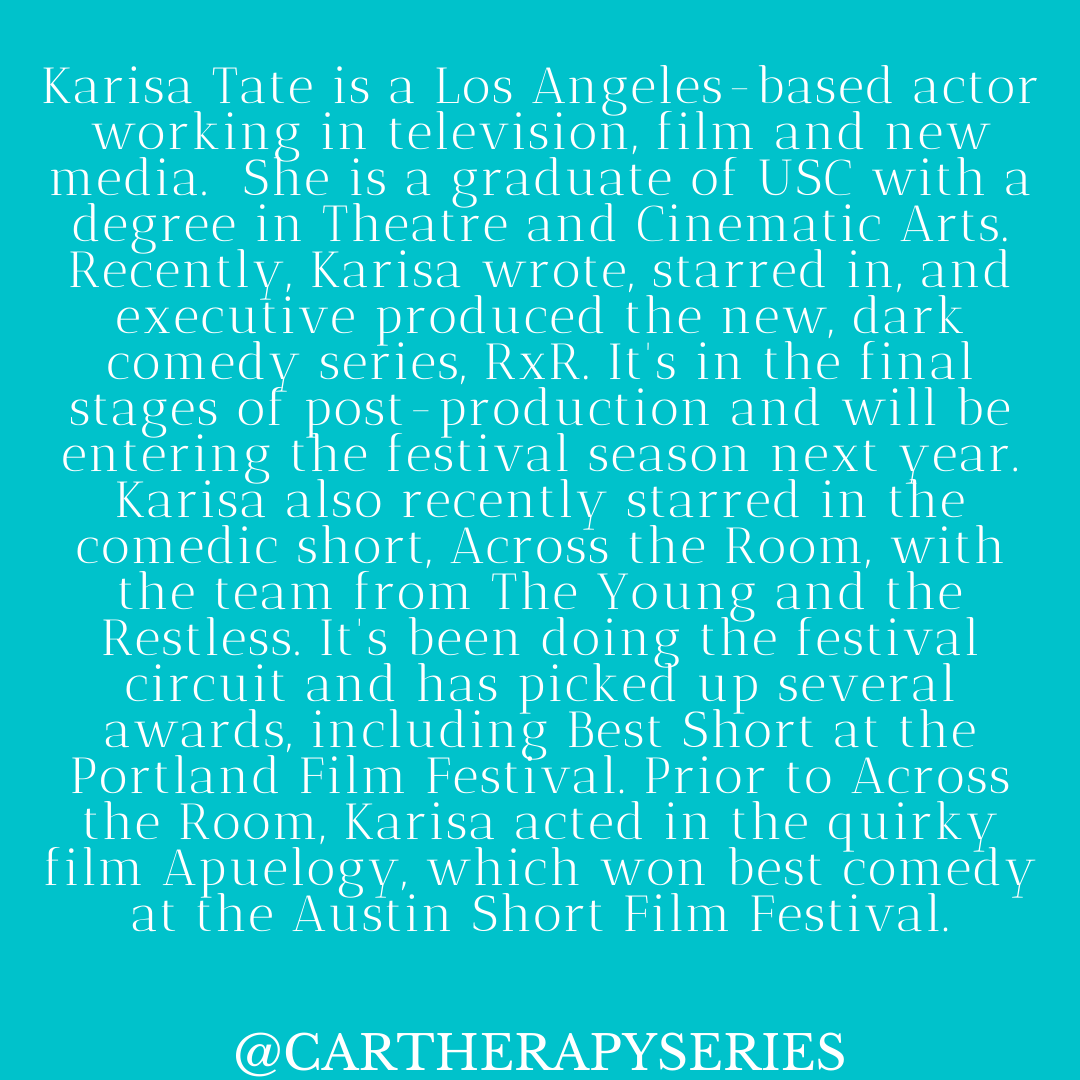 Karisa Tate is a Los Angeles-based actor
working in television, film and new
media.  She is a graduate of USC with a
degree in Theatre and Cinematic Arts.
Recently, Karisa wrote, starred in, and
executive produced the new, dark
comedy series, RxR. It's in the final
stages of post-production and will be
entering the festival season next year.
Karisa also recently starred in the
comedic short, Across the Room, with
the team from The Young and the
Restless. It's been doing the festival
circuit and has picked up several
awards, including Best Short at the
Portland Film Festival. Prior to Across
the Room, Karisa acted in the quirky
film Apuelogy, which won best comedy
at the Austin Short Film Festival.
@CARTHERAPYSERIES